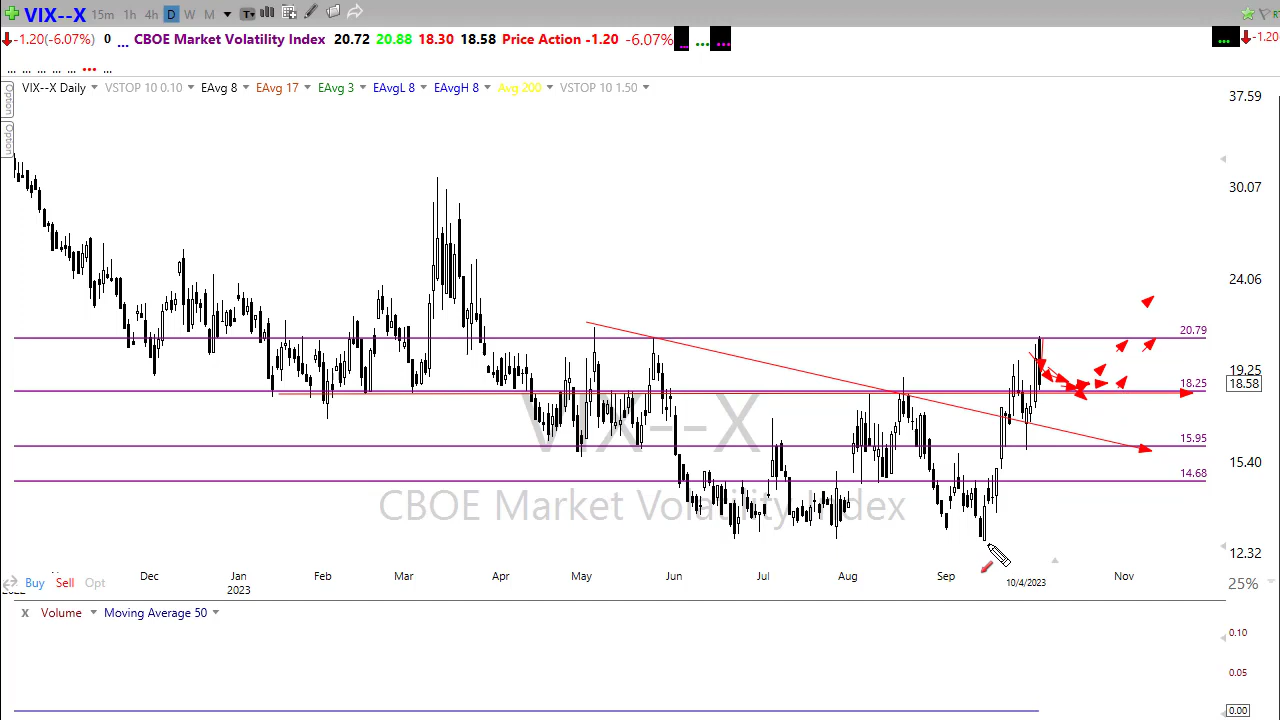 VIX--X 15m 1h 4h D W M
-1.20(-6.07%) 0 ... CBOE Market Volatility Index 20.72 20.88 18.30 18.58 Price Action -1.20 -6.07% ... ... ... ... -1.20
... ... ... ... ... ... ...
Option
Option
VIX--X Daily VSTOP 10 0.10 EAvg 8 EAvg 17 EAvg 3 EAvgL 8 EAvgH 8 Avg 200 VSTOP 10 1.50
37.59
30.07
24.06
20.79
19.25
18.25
18.58
VIX--X
15.95
15.40
14.68
CBOE Market Volatility Index
12.32
Dec Jan Feb Mar Apr May Jun Jul Aug Sep 10/4/2023 Nov
Buy Sell Opt
2023
25%
X Volume Moving Average 50
0.10
0.05
0.00